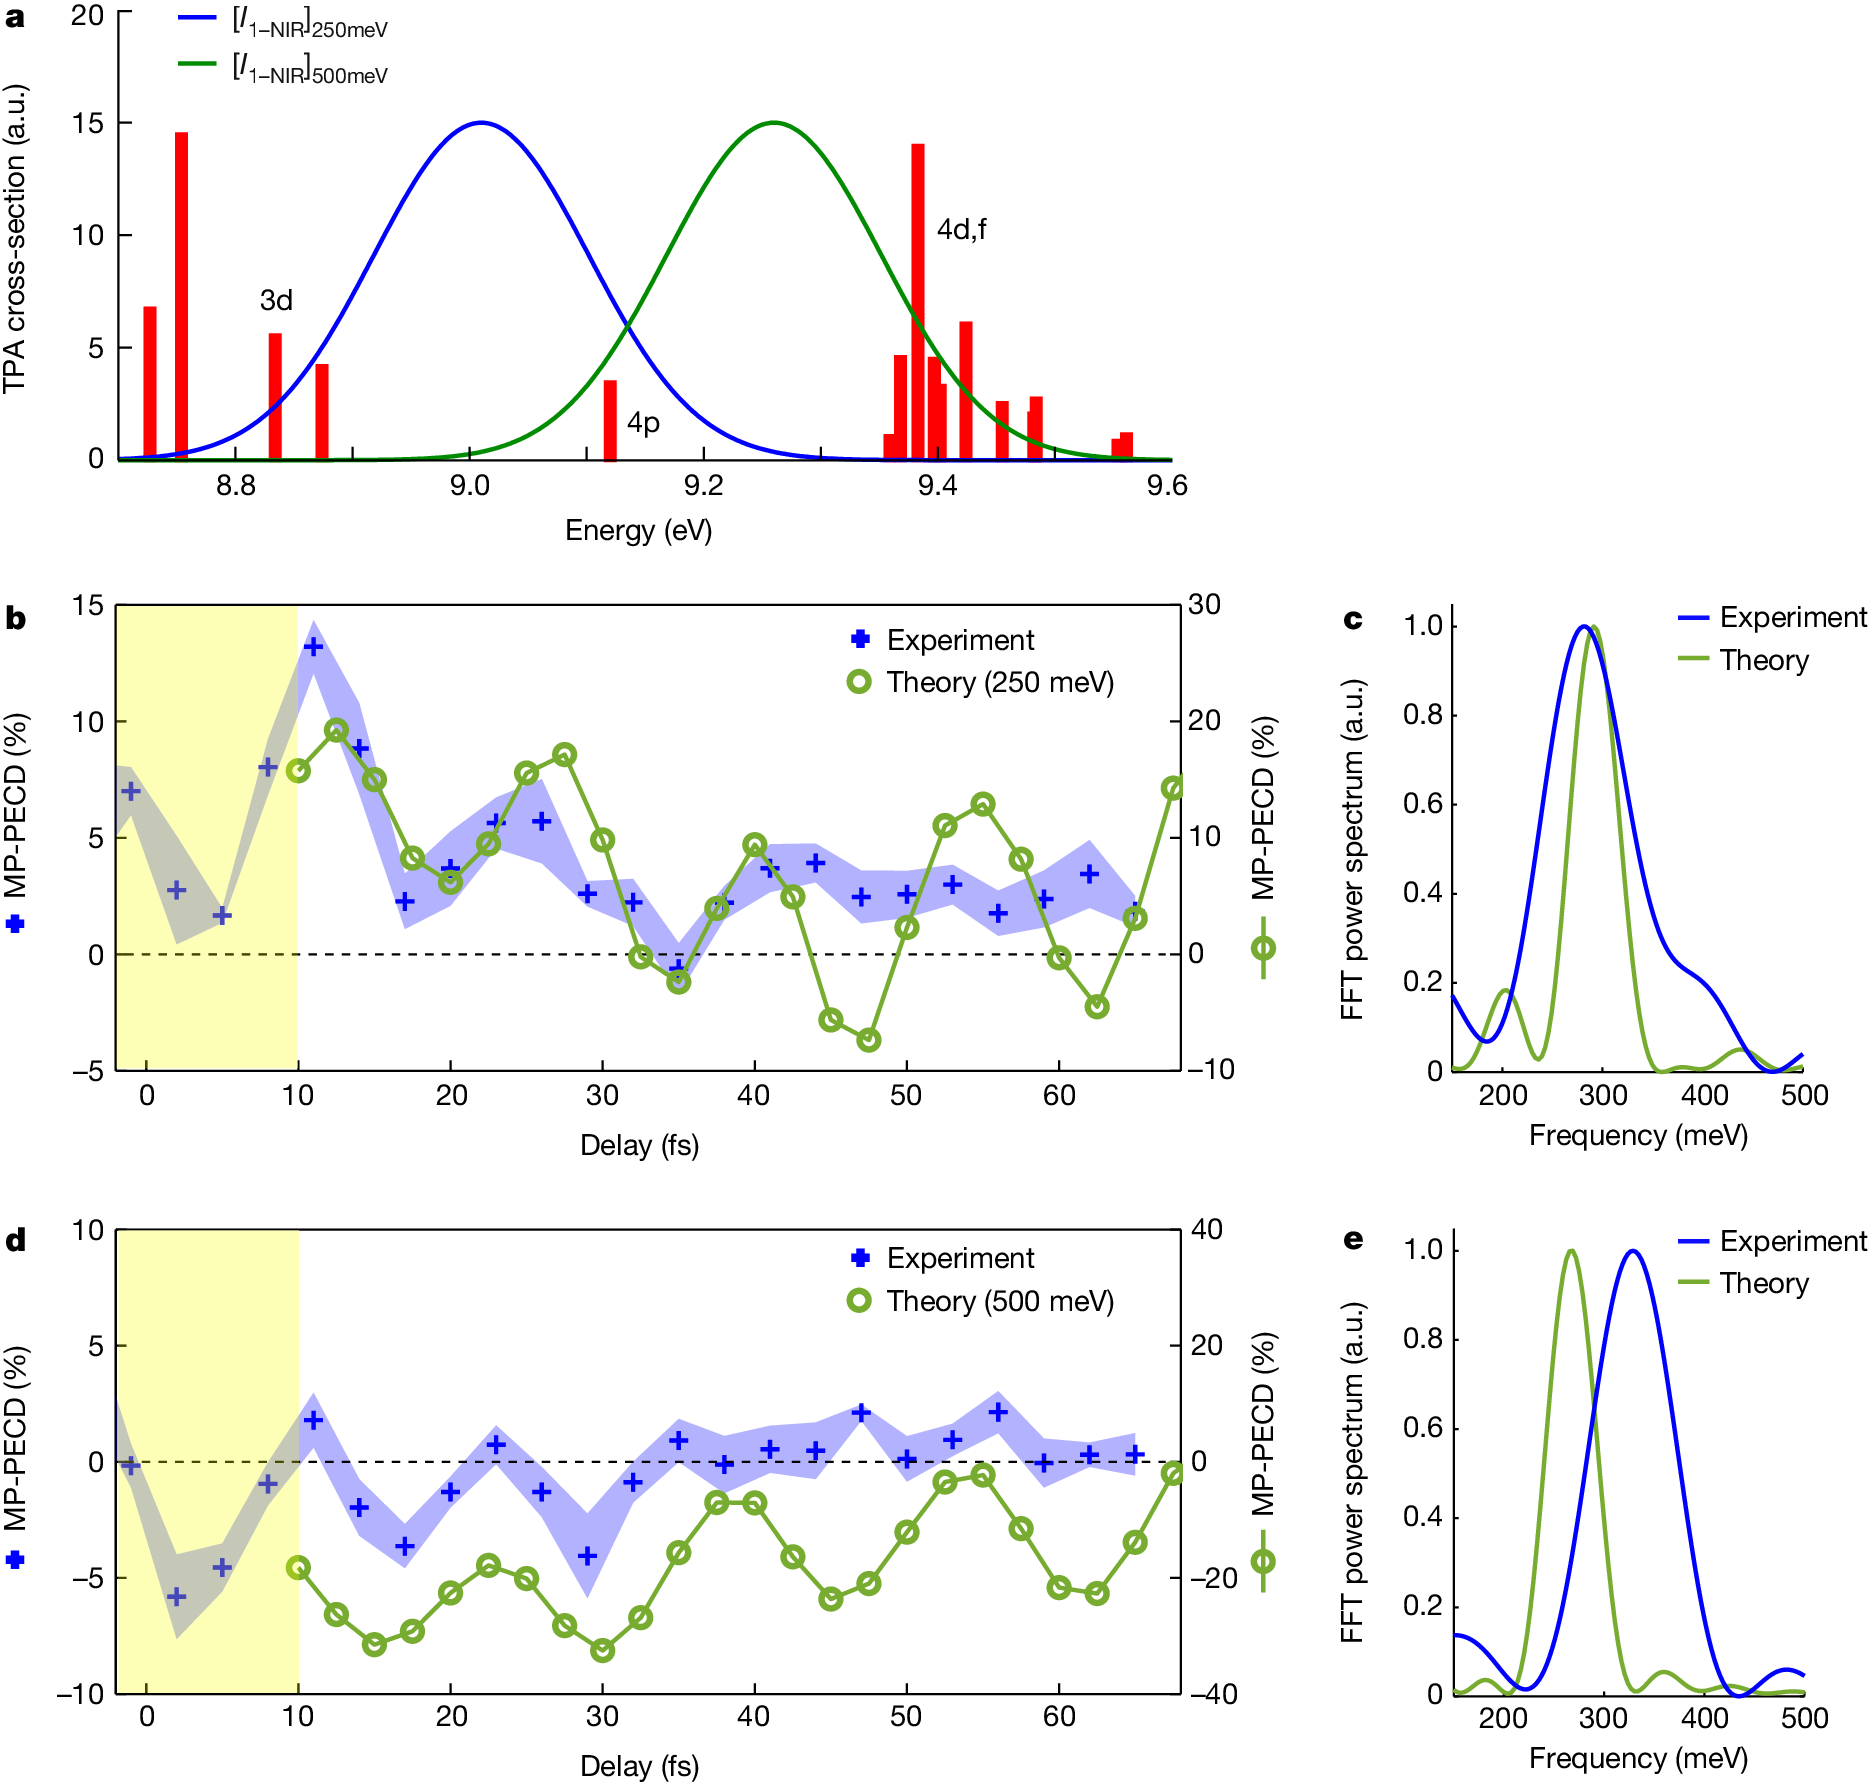 a
TPA cross-section (a.u.)
20
15
10
5
0
[I1–NIR]250meV
[I1–NIR]500meV
3d
4p
4d,f
8.8 9.0 9.2 9.4 9.6
Energy (eV)
b
MP-PECD (%)
15
10
5
0
–5
Experiment
Theory (250 meV)
30
20
10
0
–10
MP-PECD (%)
0 10 20 30 40 50 60
Delay (fs)
c
FFT power spectrum (a.u.)
1.0
0.8
0.6
0.4
0.2
0
Experiment
Theory
200 300 400 500
Frequency (meV)
d
MP-PECD (%)
10
5
0
–5
–10
Experiment
Theory (500 meV)
40
20
0
–20
–40
MP-PECD (%)
0 10 20 30 40 50 60
Delay (fs)
e
FFT power spectrum (a.u.)
1.0
0.8
0.6
0.4
0.2
0
Experiment
Theory
200 300 400 500
Frequency (meV)